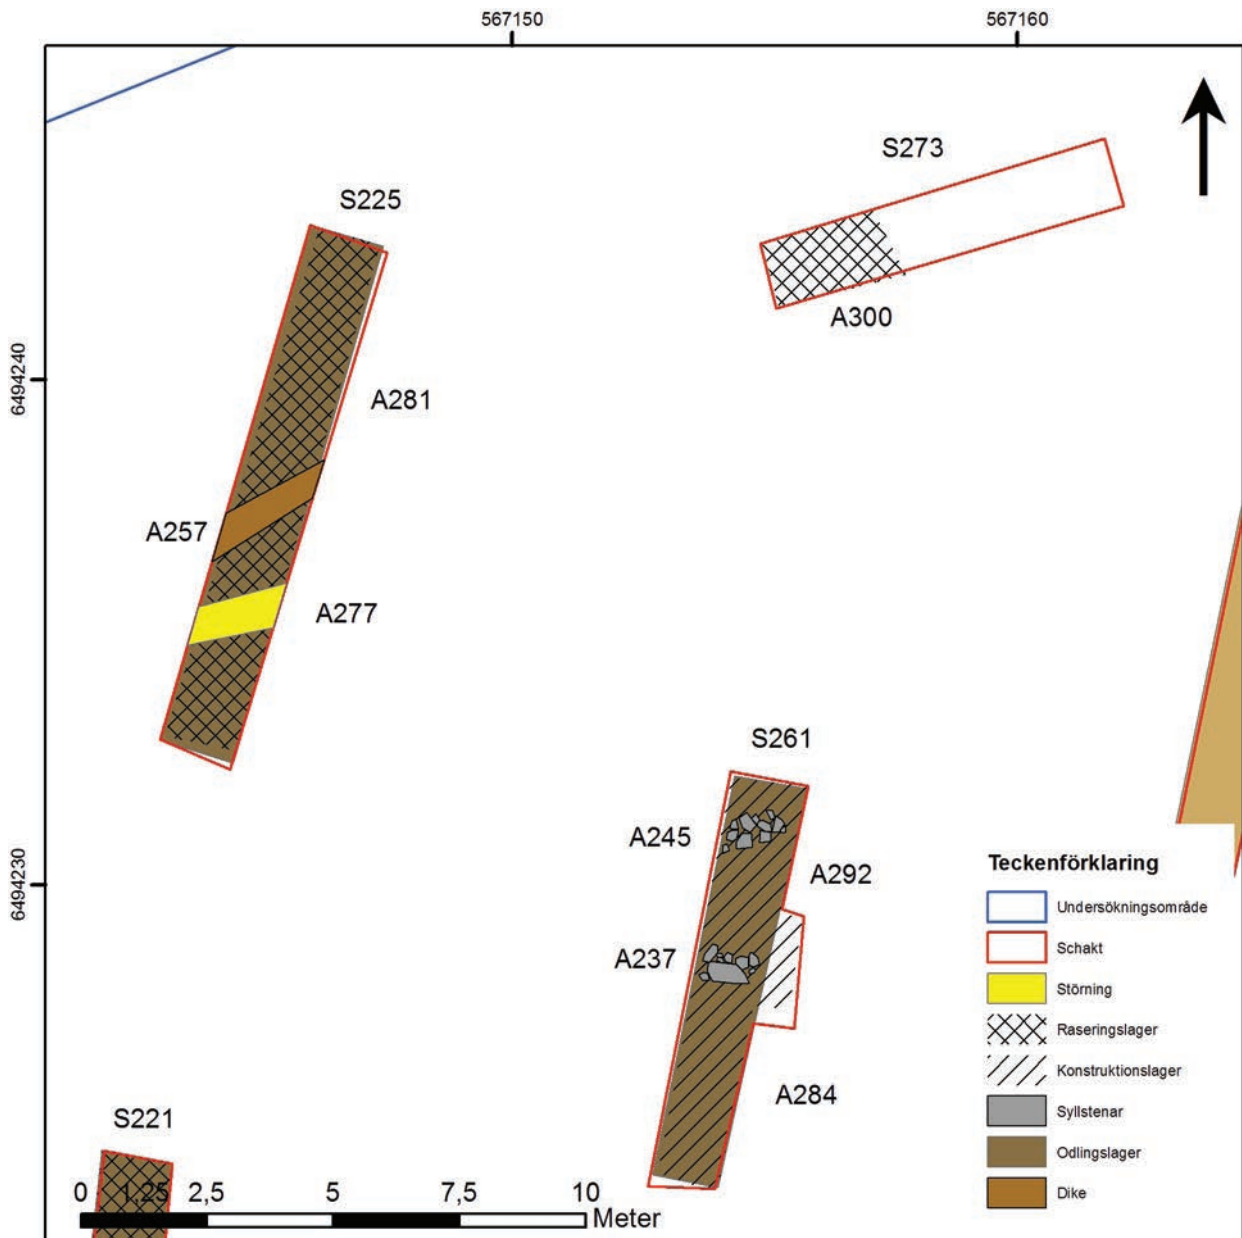 567150
567160
S273
S225
A300
6494240
A281
A257
A277
S261
A245
A292
6494230
A237
A284
S221
0 1,25 2,5 5 7,5 10
Meter
Teckenförklaring
Undersökningsområde
Schakt
Störning
Raseringslager
Konstruktionslager
Syllstenar
Odlingslager
Dike